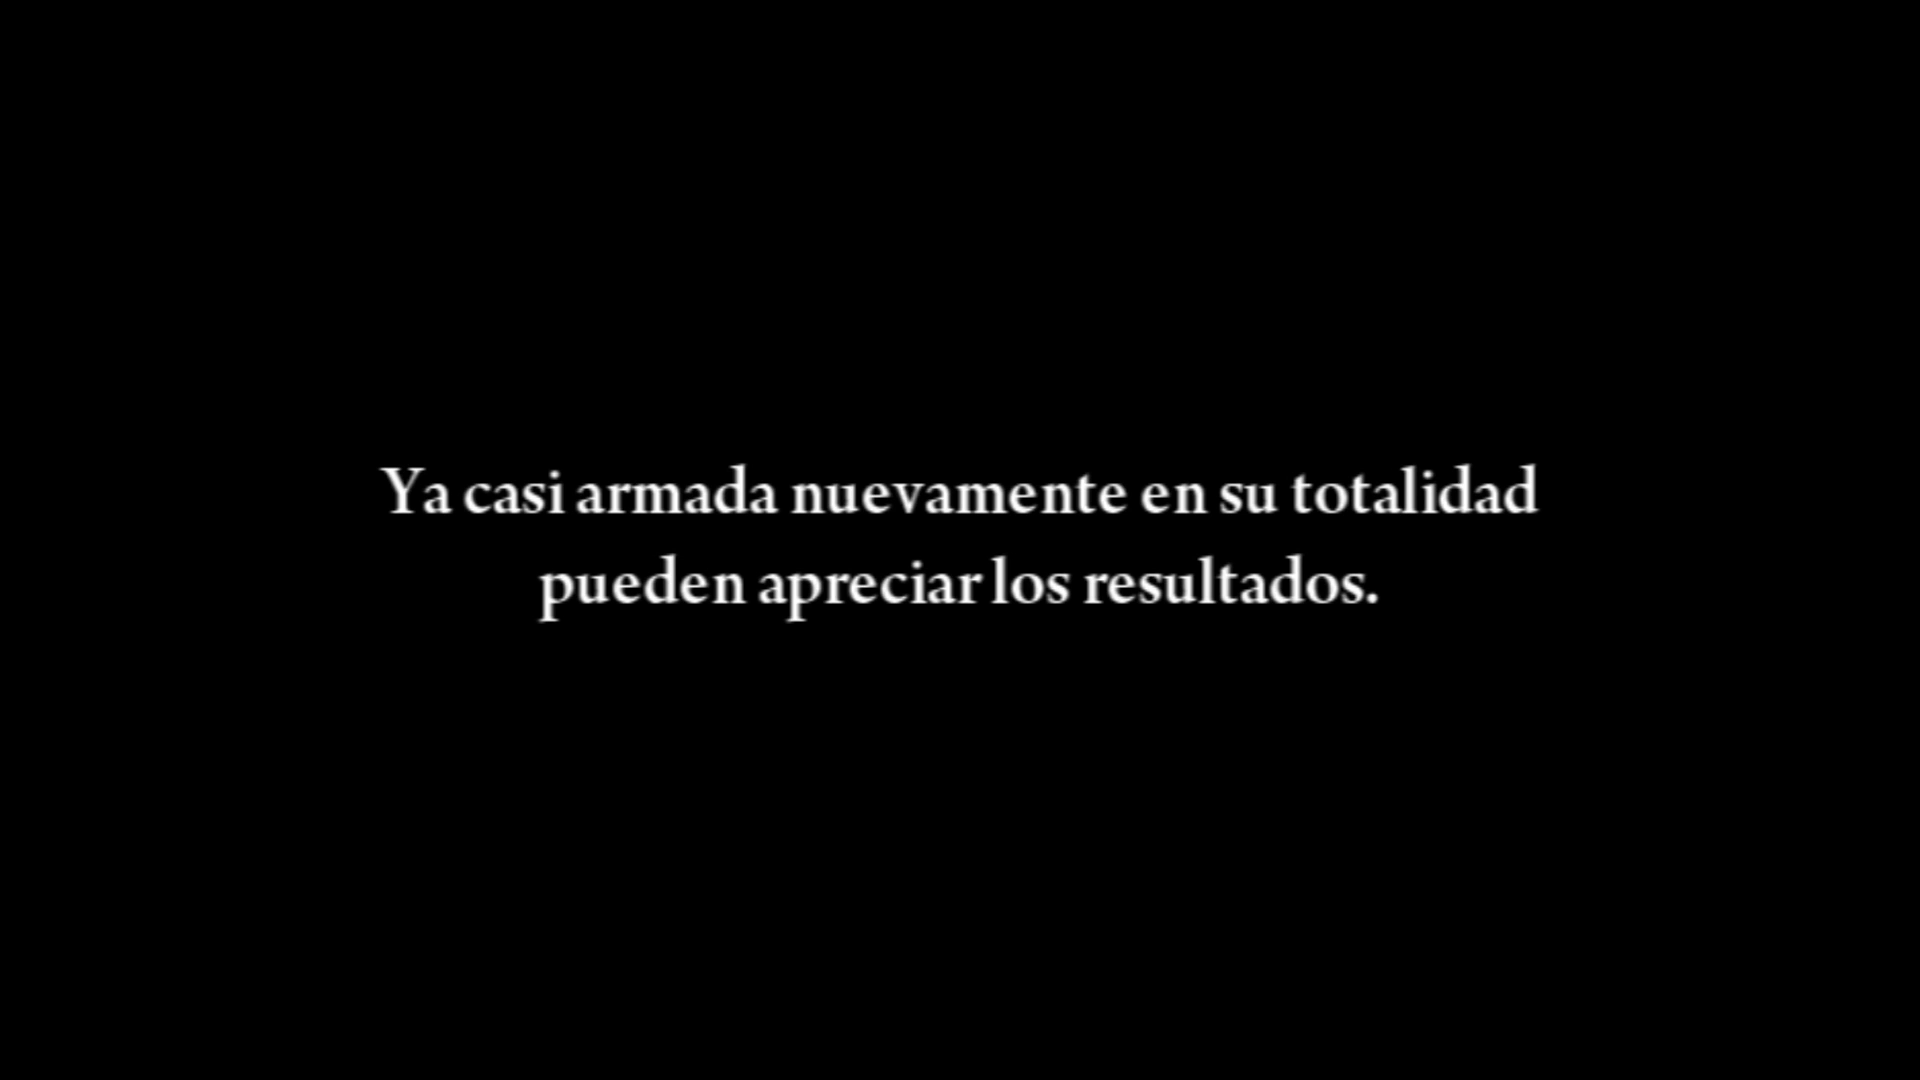 Ya casi armada nuevamente en su totalidad
pueden apreciar los resultados.